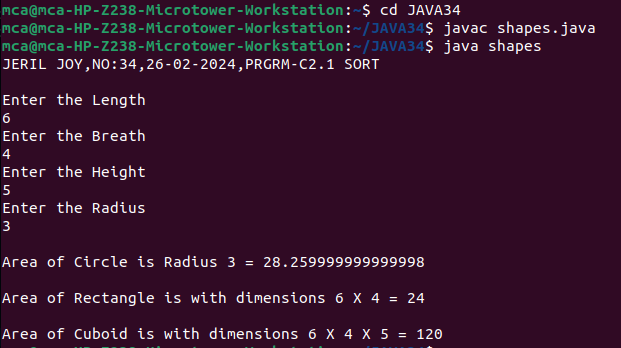 mca@mca-HP-Z238-Microtower-Workstation:~$ cd JAVA34
mca@mca-HP-Z238-Microtower-Workstation:~/JAVA34$ javac shapes.java
mca@mca-HP-Z238-Microtower-Workstation:~/JAVA34$ java shapes
JERIL JOY,NO:34,26-02-2024,PRGRM-C2.1 SORT
Enter the Length
6
Enter the Breath
4
Enter the Height
5
Enter the Radius
3
Area of Circle is Radius 3 = 28.259999999999998
Area of Rectangle is with dimensions 6 X 4 = 24
Area of Cuboid is with dimensions 6 X 4 X 5 = 120